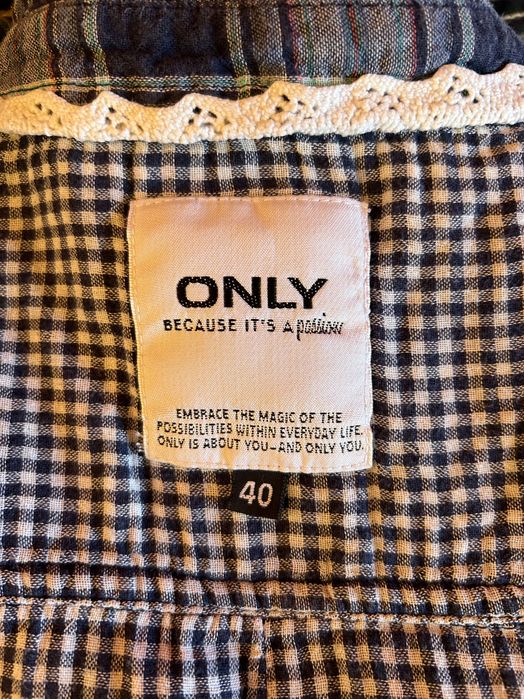 ONLY
BECAUSE IT'S A passion
EMBRACE THE MAGIC OF THE
POSSIBILITIES WITHIN EVERYDAY LIFE.
ONLY IS ABOUT YOU—AND ONLY YOU.
40